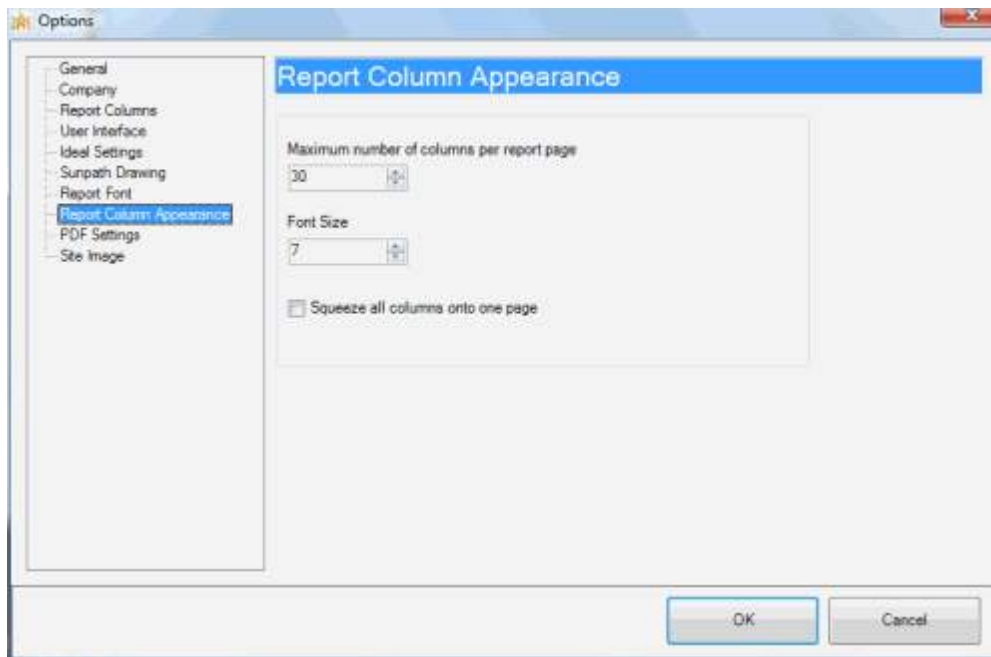 Options
General
Company
Report Columns
User Interface
Ideal Settings
Sunpath Drawing
Report Font
Report Column Appearance
PDF Settings
Site Image
Report Column Appearance
Maximum number of columns per report page
30
Font Size
7
Squeeze all columns onto one page
OK
Cancel